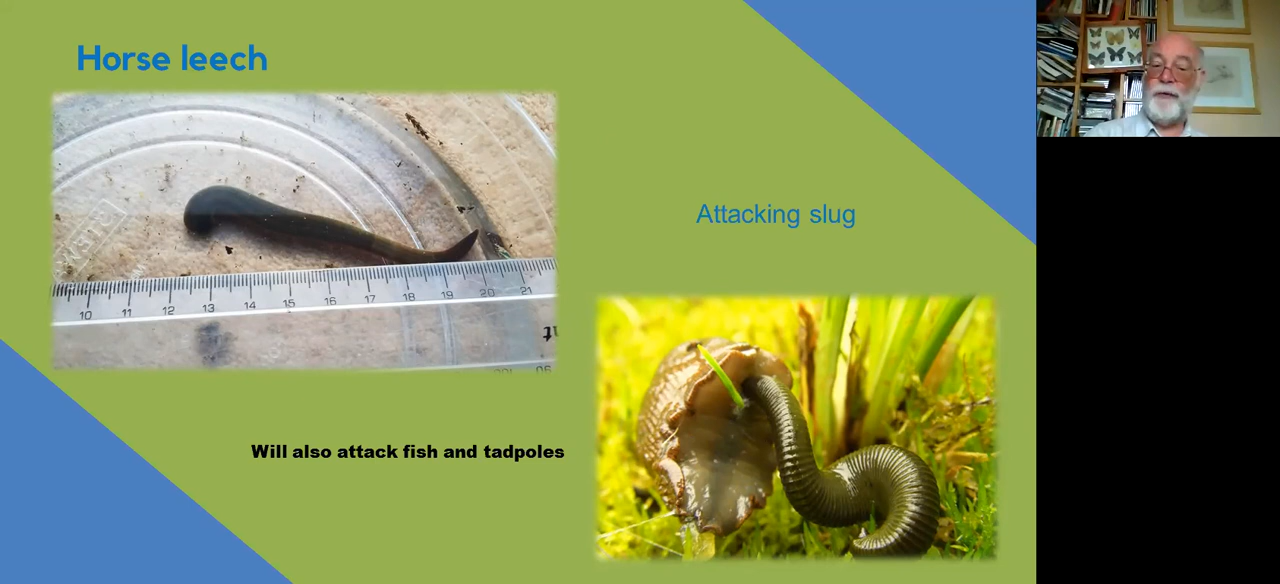 Horse leech
Attacking slug
10 11 12 13 14 15 16 17 18 19 20 21
Will also attack fish and tadpoles